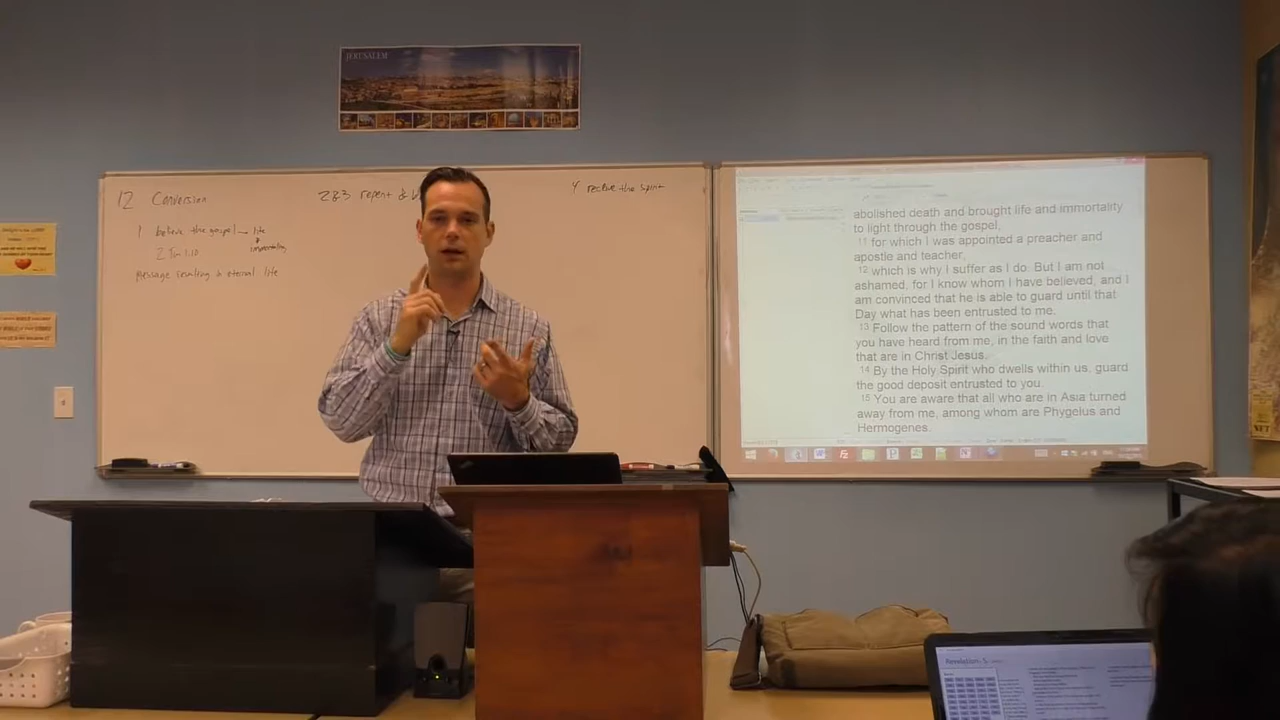 JERUSALEM
12 Conversion
2&3 repent & b
4 receive the spirit
1 believe the gospel – life
immortality
2 Tim 1.10
Message resulting in eternal life
abolished death and brought life and immortality
to light through the gospel,
11 for which I was appointed a preacher and
apostle and teacher,
12 which is why I suffer as I do. But I am not
ashamed, for I know whom I have believed, and I
am convinced that he is able to guard until that
Day what has been entrusted to me.
13 Follow the pattern of the sound words that
you have heard from me, in the faith and love
that are in Christ Jesus.
14 By the Holy Spirit who dwells within us, guard
the good deposit entrusted to you.
15 You are aware that all who are in Asia turned
away from me, among whom are Phygelus and
Hermogenes.
Revelation 5